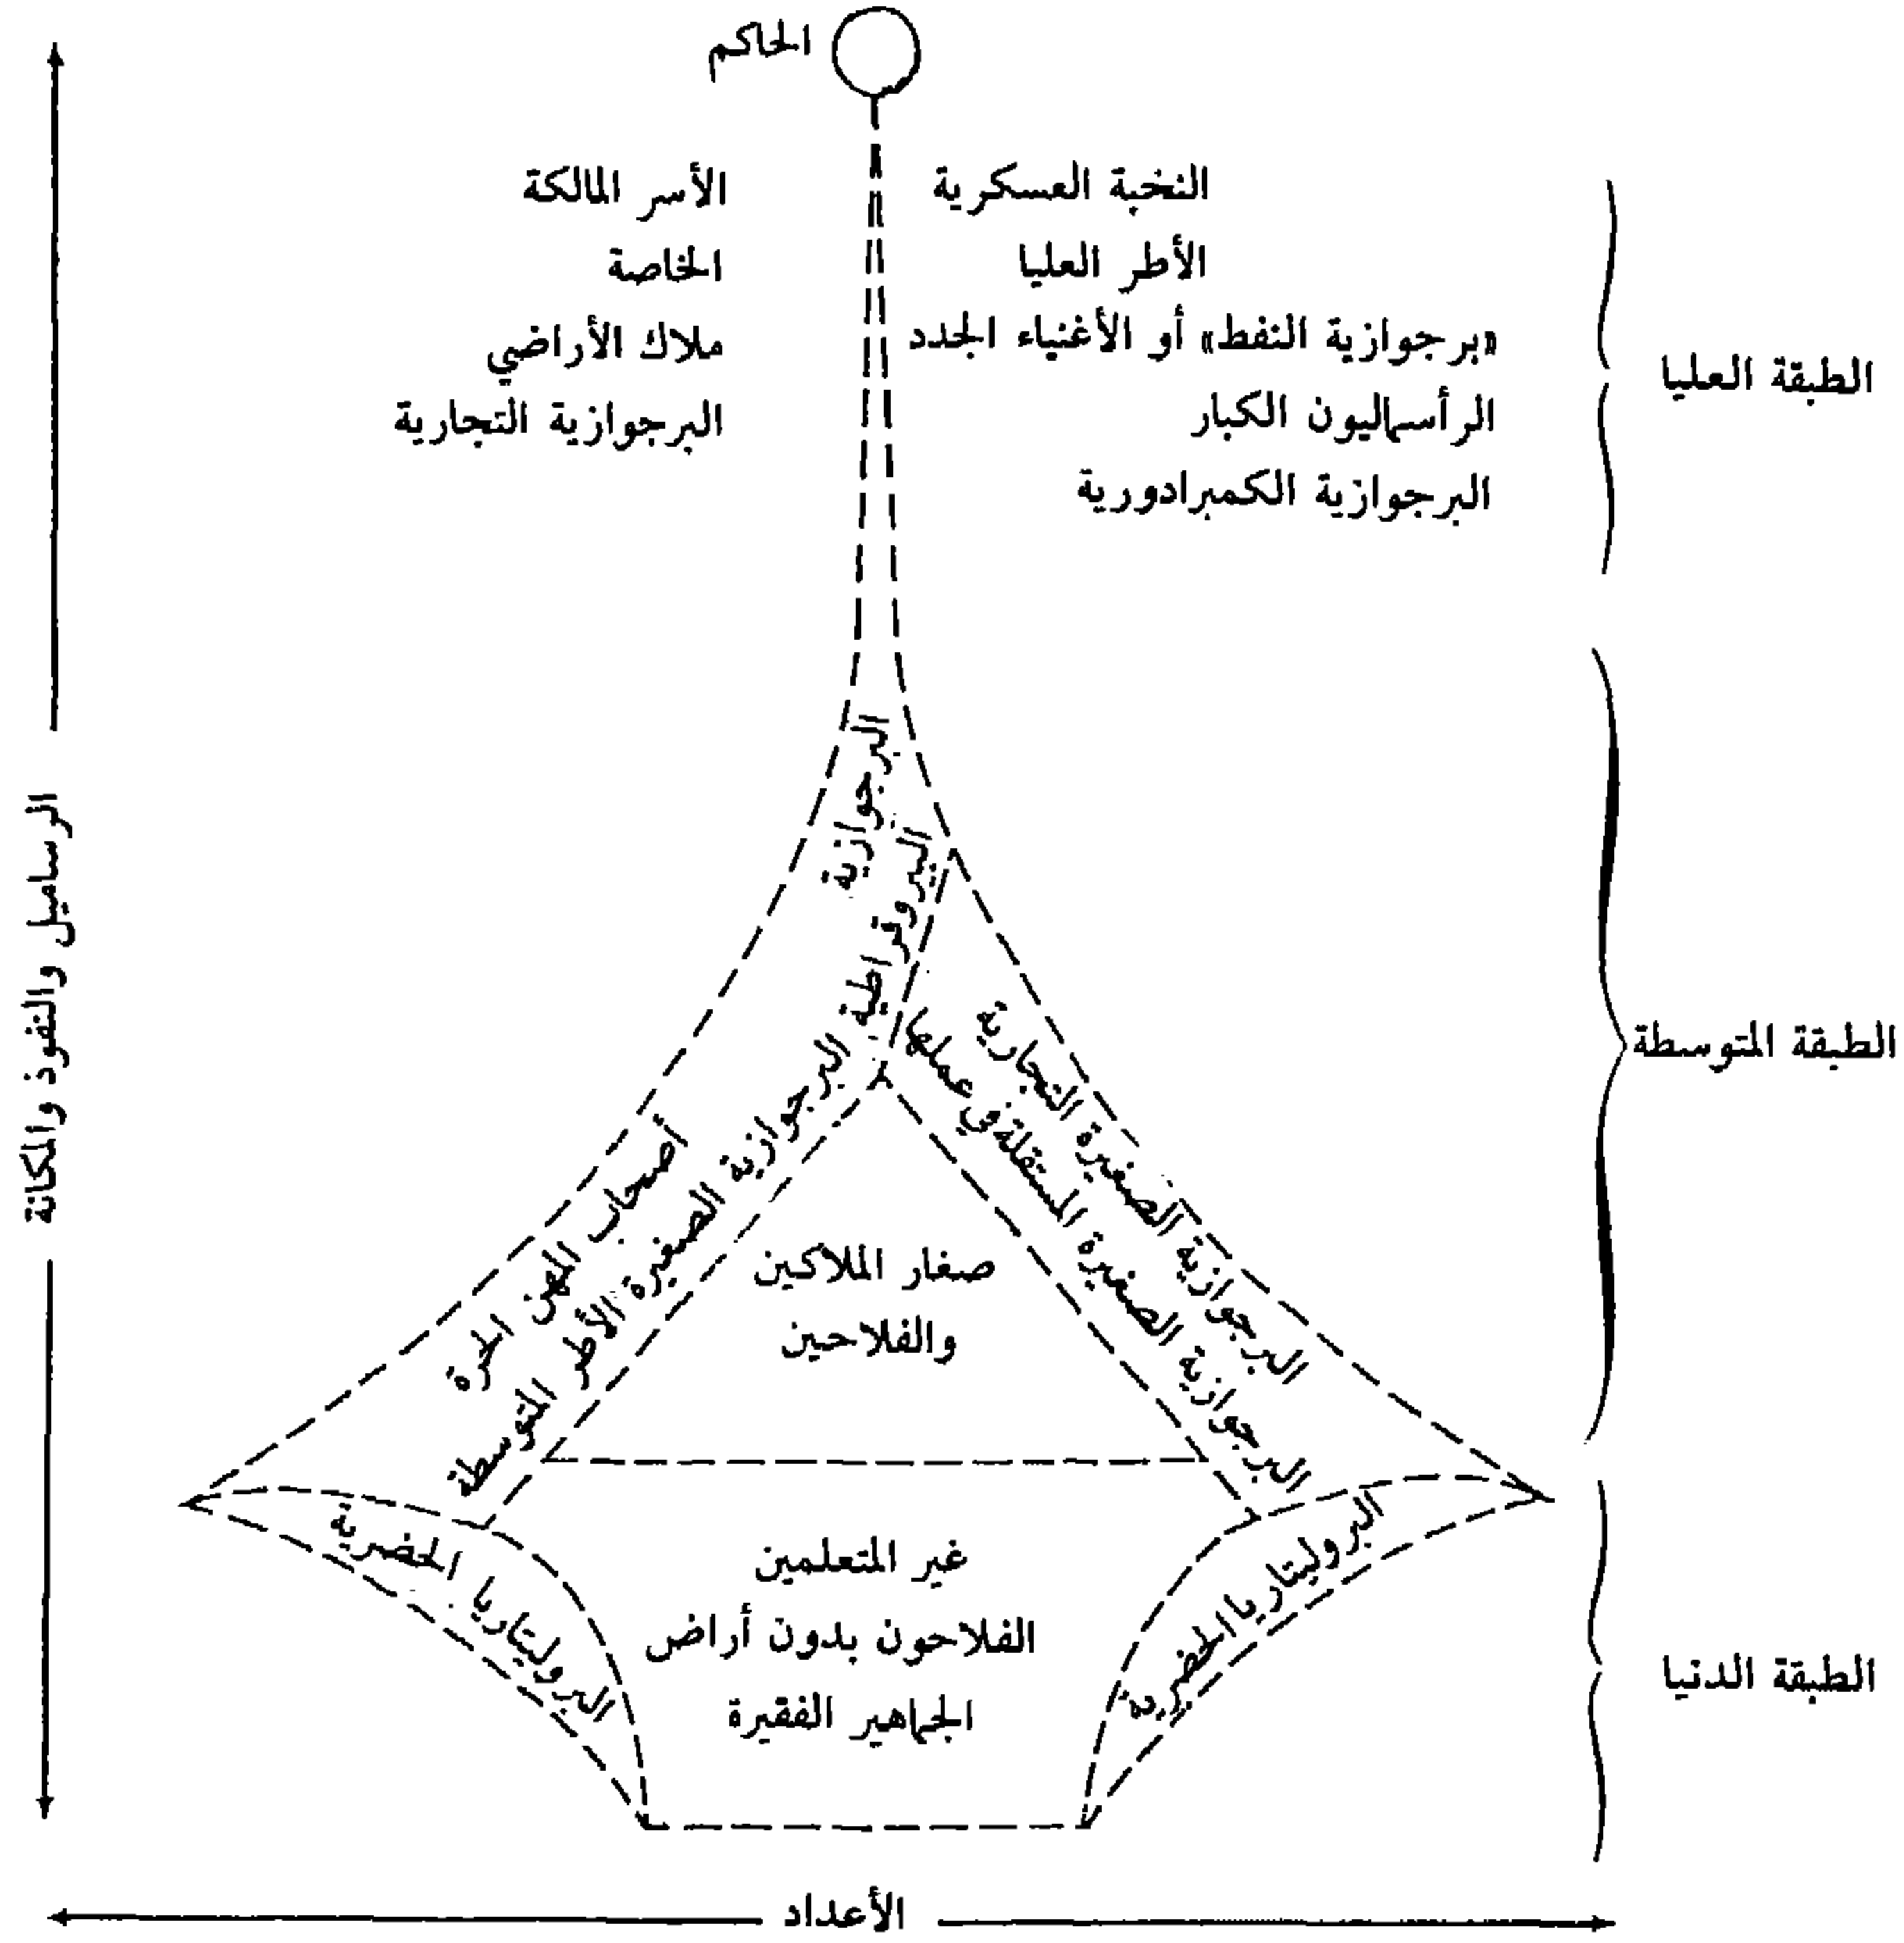 الحاكم
النخبة العسكرية
الأطر العليا
«برجوازية النفط» أو الأغنياء الجدد
الرأسماليون الكبار
البرجوازية الكمبرادورية
الأسر المالكة
الخاصة
ملاك الأراضي
البرجوازية التجارية
الطبقة العليا
البرجوازية
البيروقراطية
البرجوازية الصغيرة التجارية
البرجوازية الصغيرة المستقلة في عملها
أصحاب المهن الحرة
البرجوازية الصغيرة
الأطر المتوسطة
صغار الملاكين
والفلاحين
الطبقة المتوسطة
البروليتاريا الحضرية
البروليتاريا الحضرية
غير المتعلمين
الفلاحون بدون أراض
الجماهير الفقيرة
الطبقة الدنيا
الرساميل والنفوذ والمكانة
الأعداد